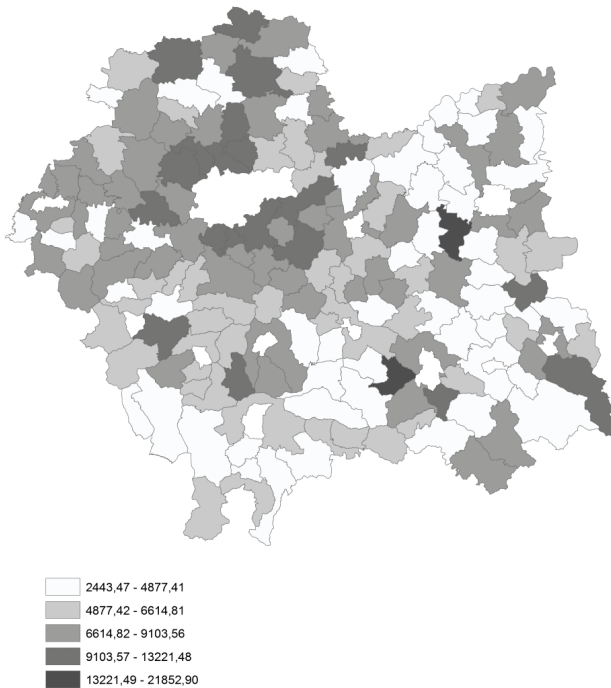 2443,47 - 4877,41
4877,42 - 6614,81
6614,82 - 9103,56
9103,57 - 13221,48
13221,49 - 21852,90